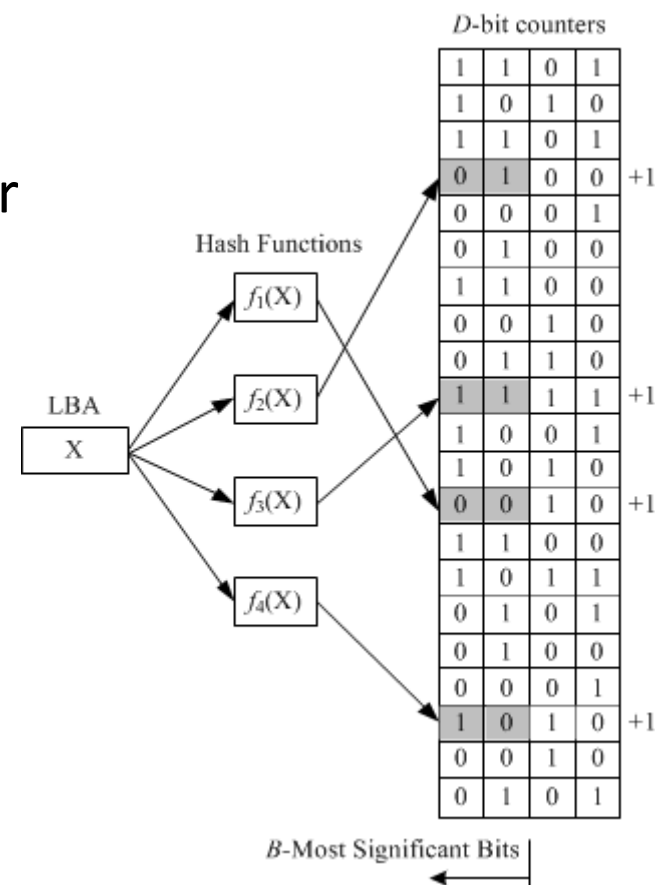 D-bit counters
1 1 0 1
1 0 1 0
1 1 0 1
r
0 1 0 0 +1
0 0 0 1
Hash Functions
0 1 0 0
f1(X)
1 1 0 0
0 0 1 0
0 1 1 0
LBA
f2(X)
1 1 1 1 +1
X
1 0 0 1
1 0 1 0
f3(X)
0 0 1 0 +1
1 1 0 0
1 0 1 1
f4(X)
0 1 0 1
0 1 0 0
0 0 0 1
1 0 1 0 +1
0 0 1 0
0 1 0 1
B-Most Significant Bits